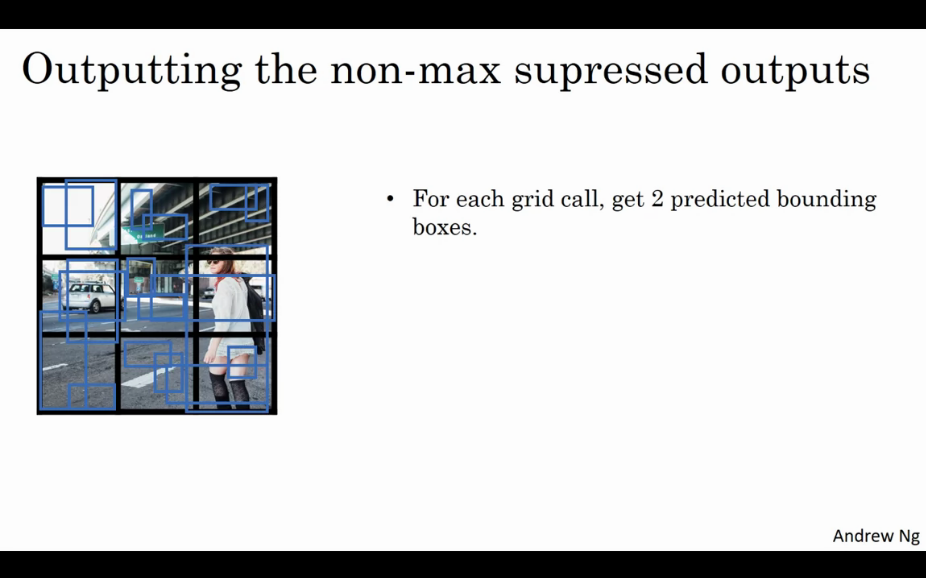 Outputting the non-max supressed outputs
• For each grid call, get 2 predicted bounding
boxes.
Andrew Ng